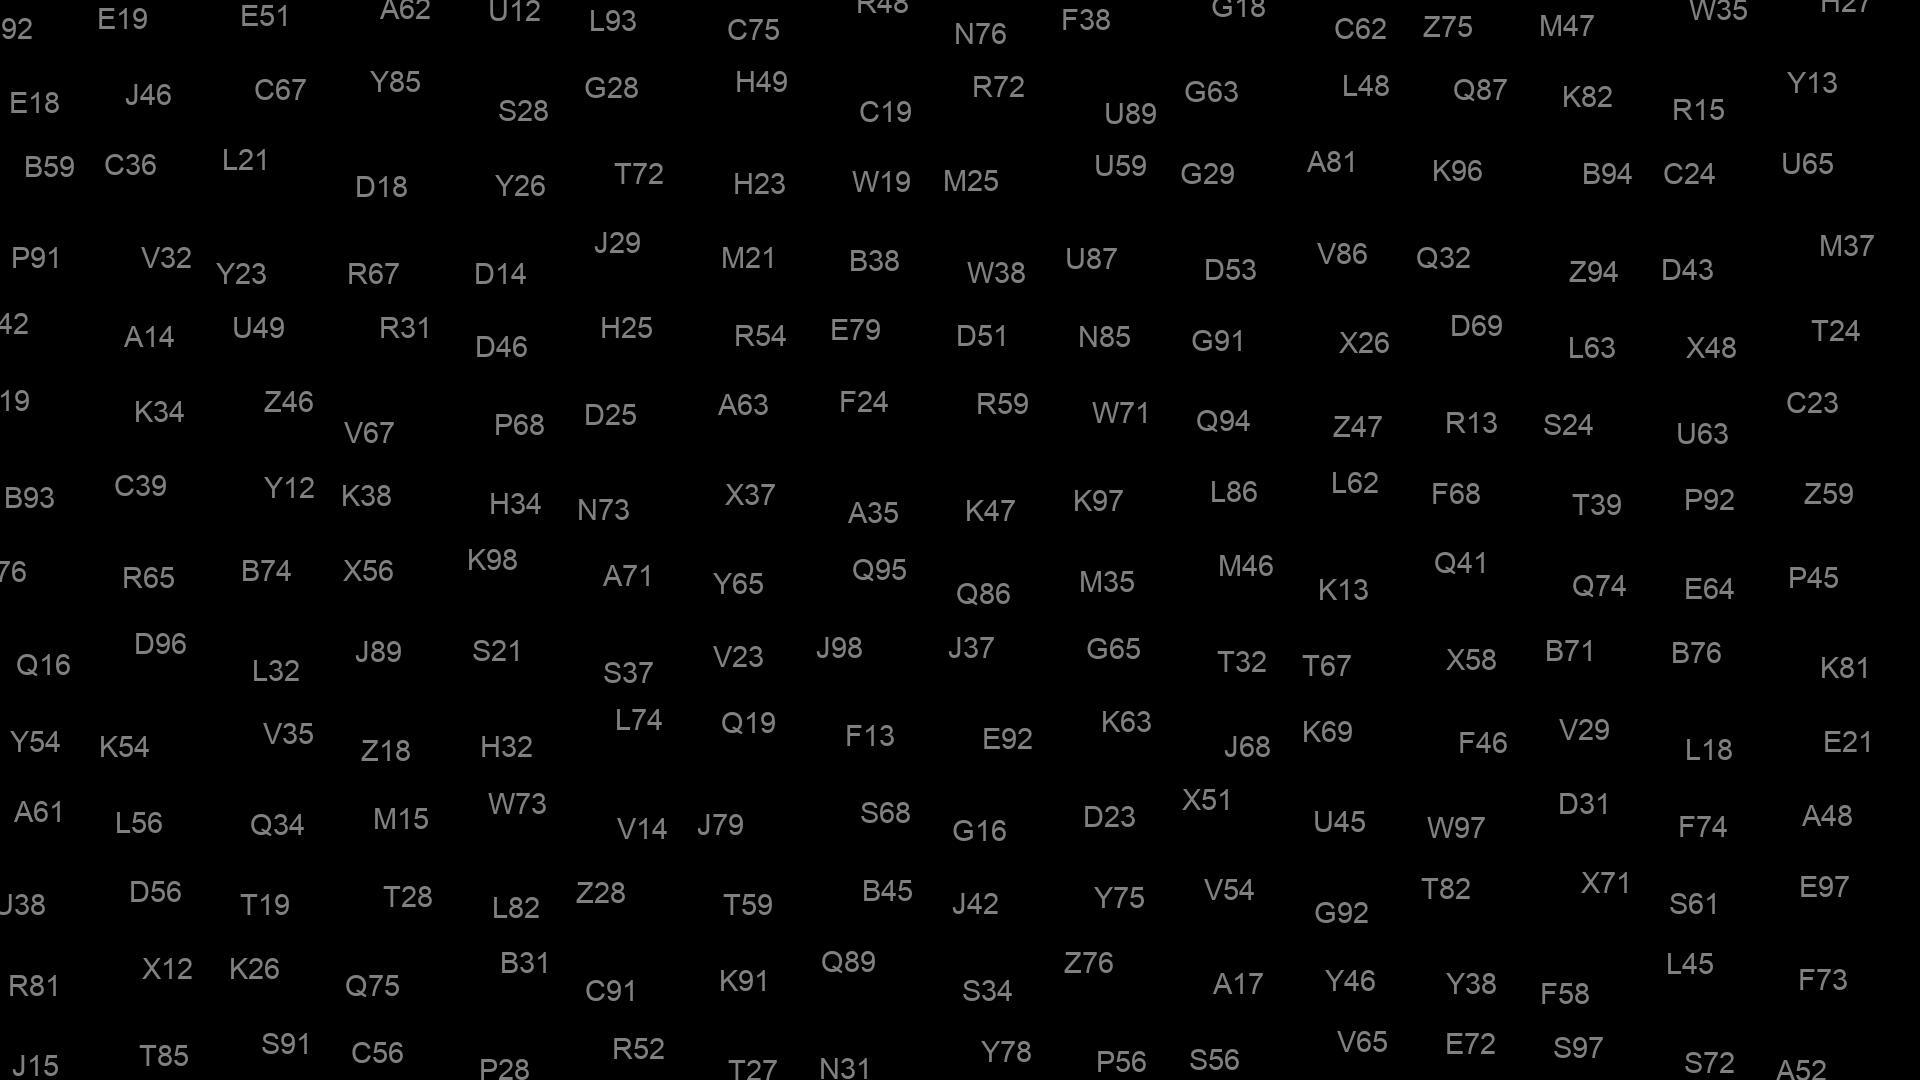 92 E19 E51 A62 U12 L93 C75 R48 N76 F38 G18 C62 Z75 M47 W35 H27
E18 J46 C67 Y85 S28 G28 H49 C19 R72 U89 G63 L48 Q87 K82 R15 Y13
B59 C36 L21 D18 Y26 T72 H23 W19 M25 U59 G29 A81 K96 B94 C24 U65
P91 V32 Y23 R67 D14 J29 M21 B38 W38 U87 D53 V86 Q32 Z94 D43 M37
42 A14 U49 R31 D46 H25 R54 E79 D51 N85 G91 X26 D69 L63 X48 T24
19 K34 Z46 V67 P68 D25 A63 F24 R59 W71 Q94 Z47 R13 S24 U63 C23
B93 C39 Y12 K38 H34 N73 X37 A35 K47 K97 L86 L62 F68 T39 P92 Z59
76 R65 B74 X56 K98 A71 Y65 Q95 Q86 M35 M46 K13 Q41 Q74 E64 P45
Q16 D96 L32 J89 S21 S37 V23 J98 J37 G65 T32 T67 X58 B71 B76 K81
Y54 K54 V35 Z18 H32 L74 Q19 F13 E92 K63 J68 K69 F46 V29 L18 E21
A61 L56 Q34 M15 W73 V14 J79 S68 G16 D23 X51 U45 W97 D31 F74 A48
J38 D56 T19 T28 L82 Z28 T59 B45 J42 Y75 V54 G92 T82 X71 S61 E97
R81 X12 K26 Q75 B31 C91 K91 Q89 S34 Z76 A17 Y46 Y38 F58 L45 F73
J15 T85 S91 C56 P28 R52 T27 N31 Y78 P56 S56 V65 E72 S97 S72 A52